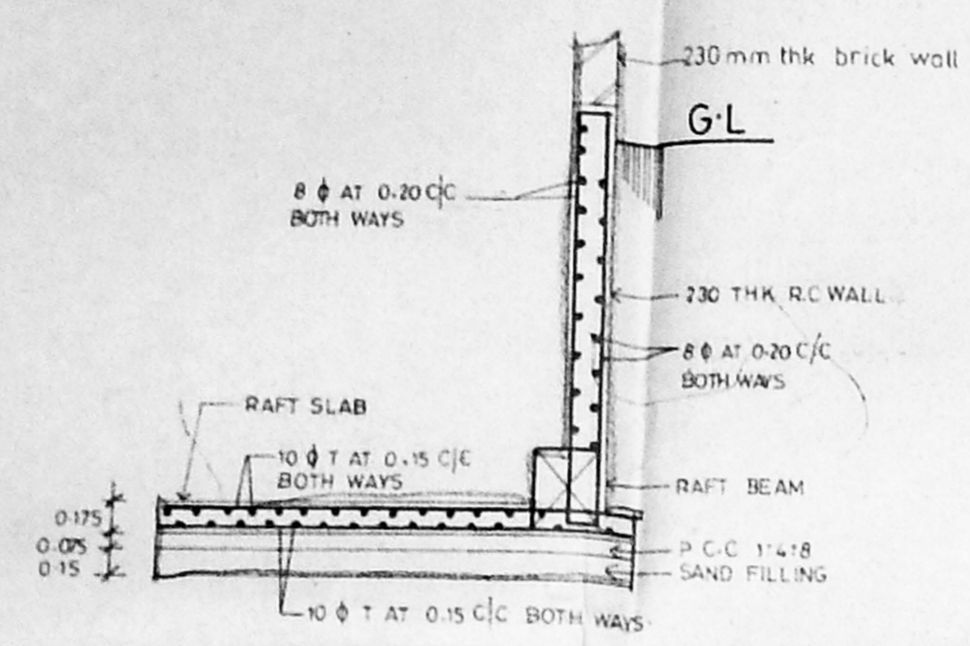 230 mm thk brick wall
G.L
8 ϕ AT 0.20 C/C
BOTH WAYS
230 THK R.C WALL
8 ϕ AT 0.20 C/C
BOTH WAYS
RAFT SLAB
10 ϕ T AT 0.15 C/C
BOTH WAYS
RAFT BEAM
0.175
0.075
0.15
P.C.C 1:4:8
SAND FILLING
10 ϕ T AT 0.15 C/C BOTH WAYS